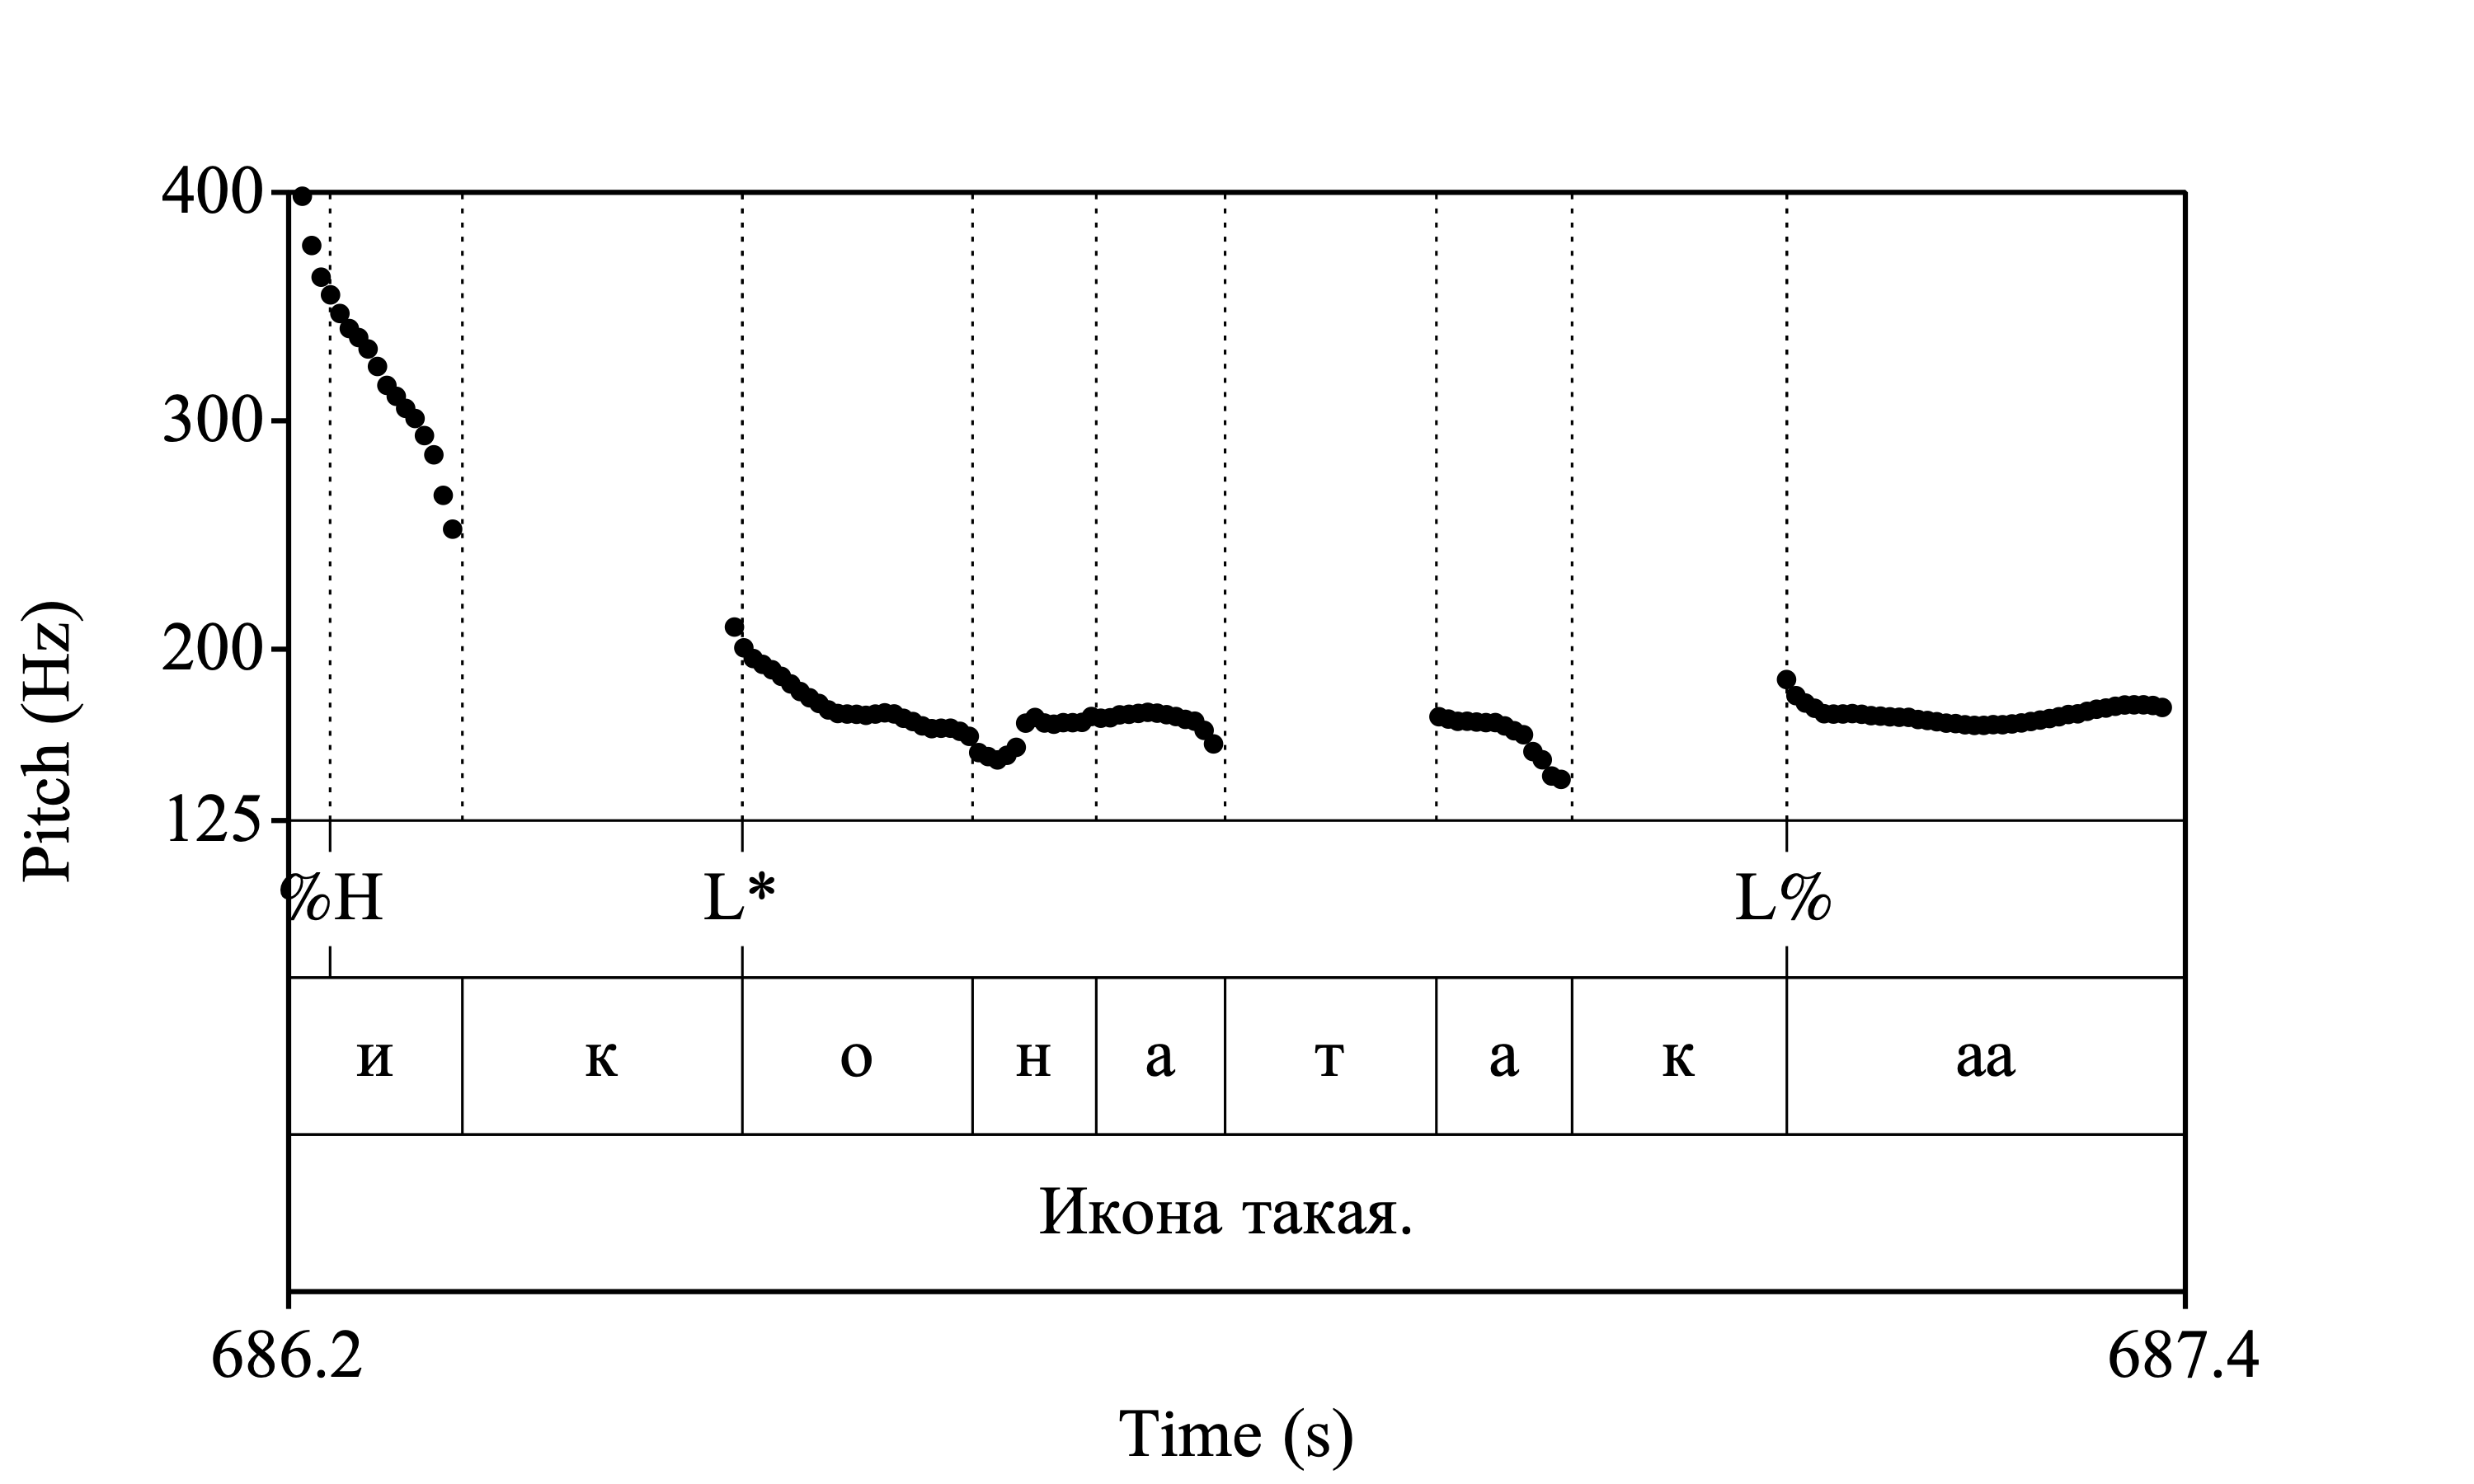 400
300
200
125
Pitch (Hz)
%H L* L%
и к о н а т а к аа
Икона такая.
686.2 687.4
Time (s)